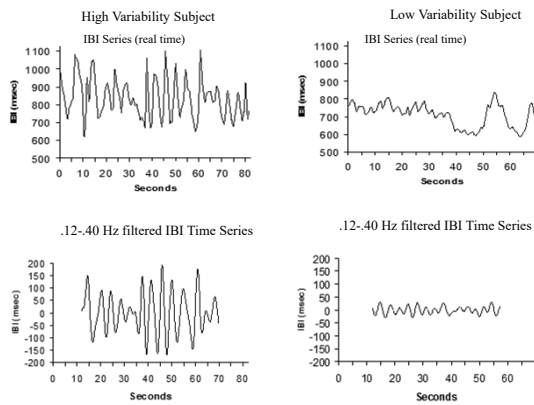 High Variability Subject
IBI Series (real time)
1100
1000
900
800
700
600
500
IBI (msec)
0 10 20 30 40 50 60 70 80
Seconds
Low Variability Subject
IBI Series (real time)
1100
1000
900
800
700
600
500
IBI (msec)
0 10 20 30 40 50 60
Seconds
.12-.40 Hz filtered IBI Time Series
200
150
100
50
0
-50
-100
-150
-200
IBI (msec)
0 10 20 30 40 50 60 70 80
Seconds
.12-.40 Hz filtered IBI Time Series
200
150
100
50
0
-50
-100
-150
-200
IBI (msec)
0 10 20 30 40 50 60
Seconds